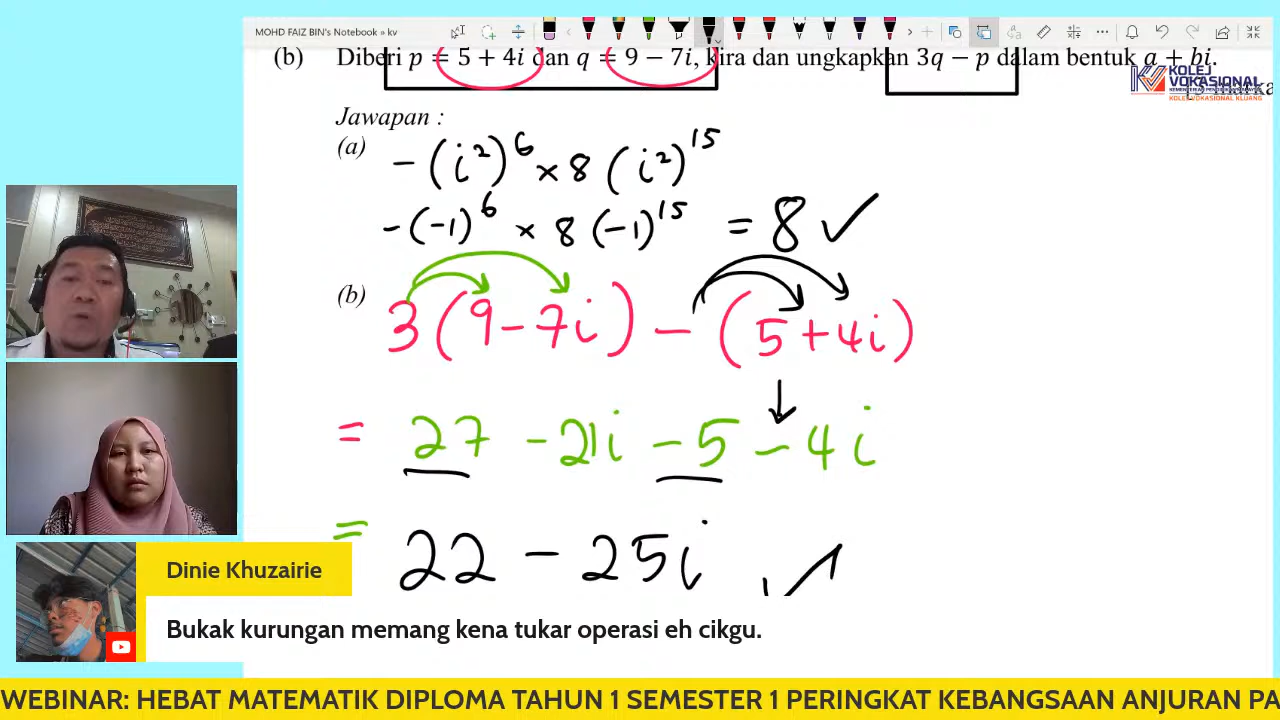 MOHD FAIZ BIN's Notebook » kv
(b) Diberi p = 5 + 4i dan q = 9 − 7i, kira dan ungkapkan 3q − p dalam bentuk a + bi.
KOLEJ
VOKASIONAL
KOLEJ VOKASIONAL KLUANG
Jawapan :
(a) −(i²)⁶ × 8 (i²)¹⁵
−(−1)⁶ × 8 (−1)¹⁵ = 8 ✓
(b) 3(9 − 7i) − (5 + 4i)
= 27 − 21i − 5 − 4i
= 22 − 25i ✓
Dinie Khuzairie
Bukak kurungan memang kena tukar operasi eh cikgu.
WEBINAR: HEBAT MATEMATIK DIPLOMA TAHUN 1 SEMESTER 1 PERINGKAT KEBANGSAAN ANJURAN PA